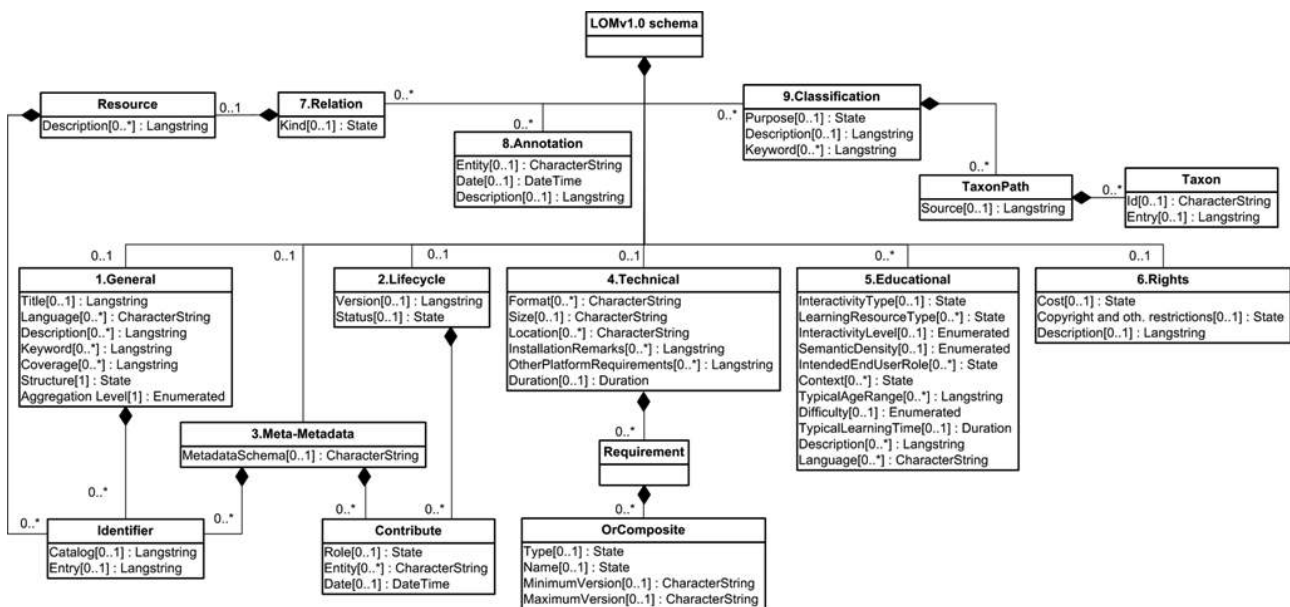 LOMv1.0 schema
Resource
Description[0..*] : Langstring
0..1
7.Relation
Kind[0..1] : State
0..*
0..*
8.Annotation
Entity[0..1] : CharacterString
Date[0..1] : DateTime
Description[0..1] : Langstring
0..*
9.Classification
Purpose[0..1] : State
Description[0..1] : Langstring
Keyword[0..*] : Langstring
0..*
TaxonPath
Source[0..1] : Langstring
0..*
Taxon
Id[0..1] : CharacterString
Entry[0..1] : Langstring
0..1
1.General
Title[0..1] : Langstring
Language[0..*] : CharacterString
Description[0..*] : Langstring
Keyword[0..*] : Langstring
Coverage[0..*] : Langstring
Structure[1] : State
Aggregation Level[1] : Enumerated
0..1
0..1
2.Lifecycle
Version[0..1] : Langstring
Status[0..1] : State
0..1
4.Technical
Format[0..*] : CharacterString
Size[0..1] : CharacterString
Location[0..*] : CharacterString
InstallationRemarks[0..*] : Langstring
OtherPlatformRequirements[0..*] : Langstring
Duration[0..1] : Duration
0..*
5.Educational
InteractivityType[0..1] : State
LearningResourceType[0..*] : State
InteractivityLevel[0..1] : Enumerated
SemanticDensity[0..1] : Enumerated
IntendedEndUserRole[0..*] : State
Context[0..*] : State
TypicalAgeRange[0..*] : Langstring
Difficulty[0..1] : Enumerated
TypicalLearningTime[0..1] : Duration
Description[0..*] : Langstring
Language[0..*] : CharacterString
0..1
6.Rights
Cost[0..1] : State
Copyright and oth. restrictions[0..1] : State
Description[0..1] : Langstring
3.Meta-Metadata
MetadataSchema[0..1] : CharacterString
0..*
Requirement
0..*
0..*
0..*
0..*
0..*
0..*
Identifier
Catalog[0..1] : Langstring
Entry[0..1] : Langstring
Contribute
Role[0..1] : State
Entity[0..*] : CharacterString
Date[0..1] : DateTime
OrComposite
Type[0..1] : State
Name[0..1] : State
MinimumVersion[0..1] : CharacterString
MaximumVersion[0..1] : CharacterString